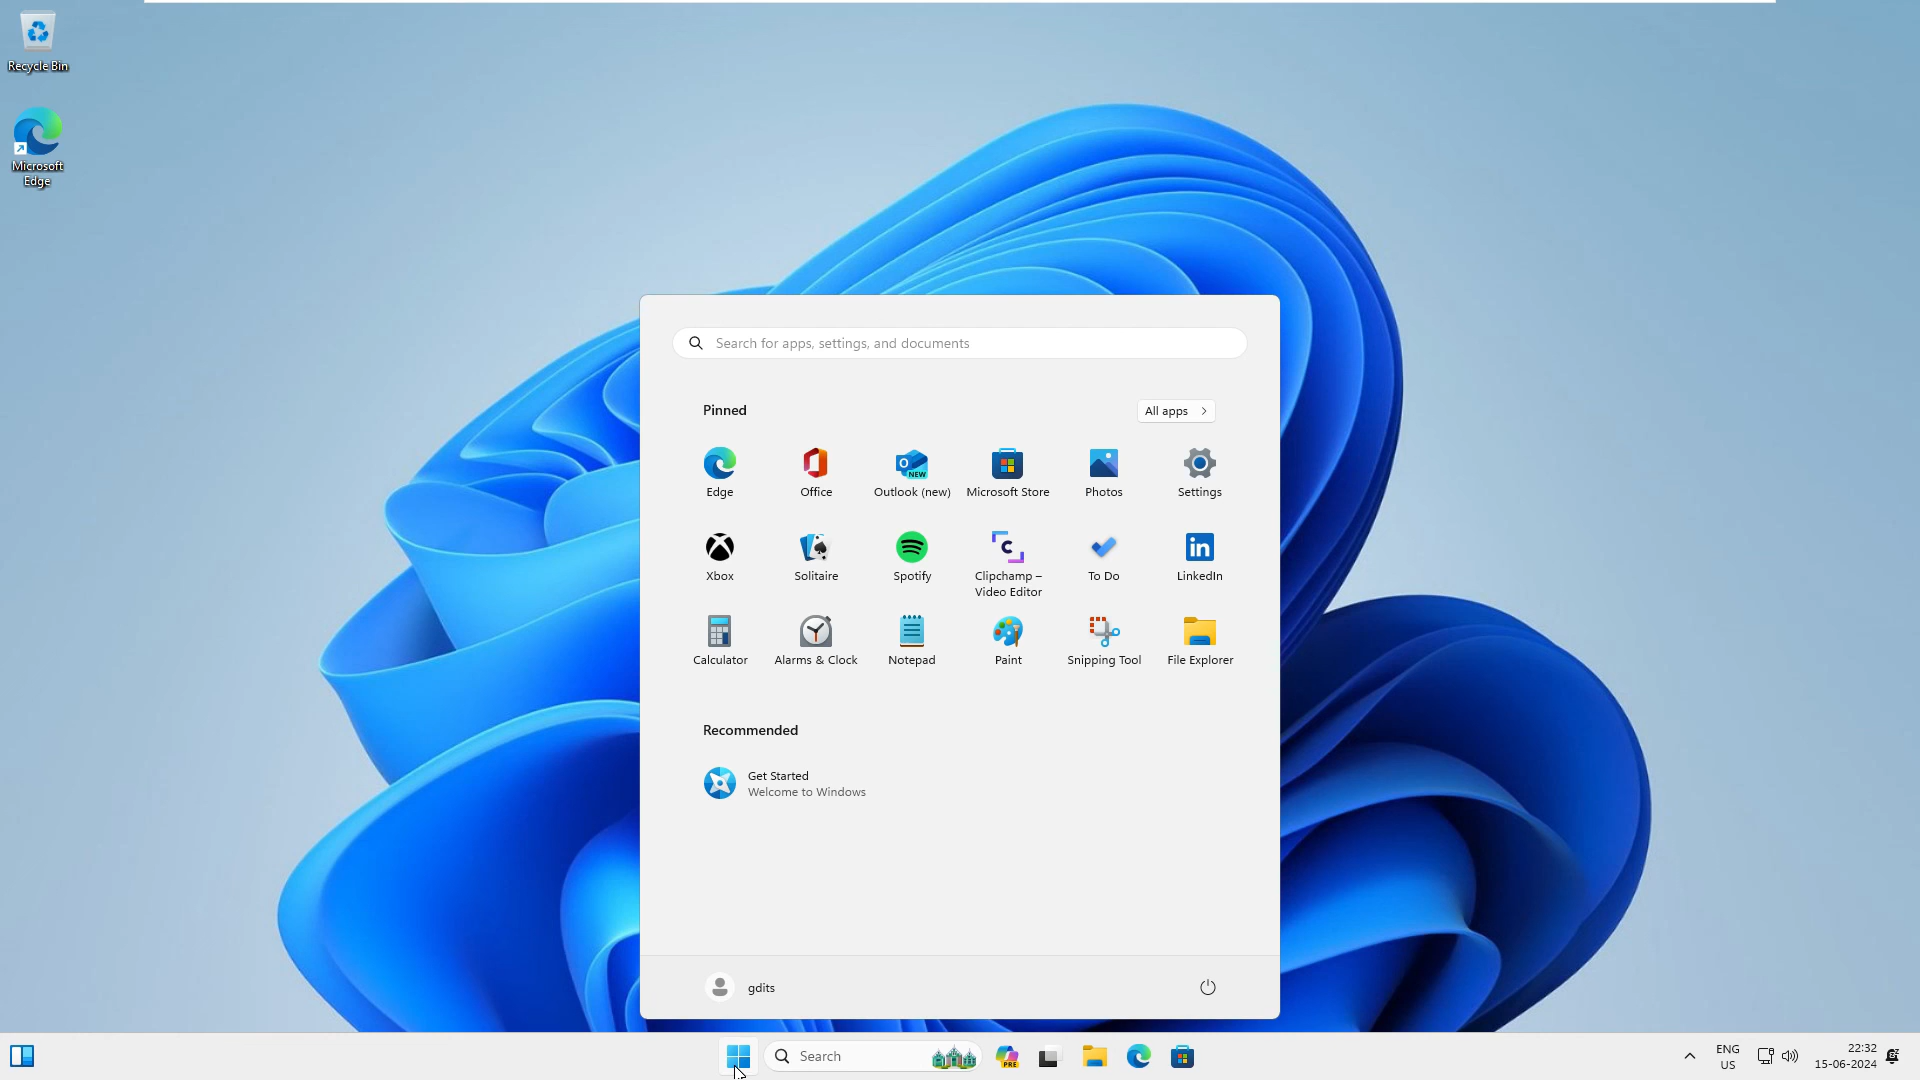 Recycle Bin
Microsoft
Edge
Search for apps, settings, and documents
Pinned
All apps
Edge
Office
Outlook (new)
Microsoft Store
Photos
Settings
Xbox
Solitaire
Spotify
Clipchamp –
Video Editor
To Do
LinkedIn
Calculator
Alarms & Clock
Notepad
Paint
Snipping Tool
File Explorer
Recommended
Get Started
Welcome to Windows
gdits
Search
PRE
ENG
US
22:32
15-06-2024